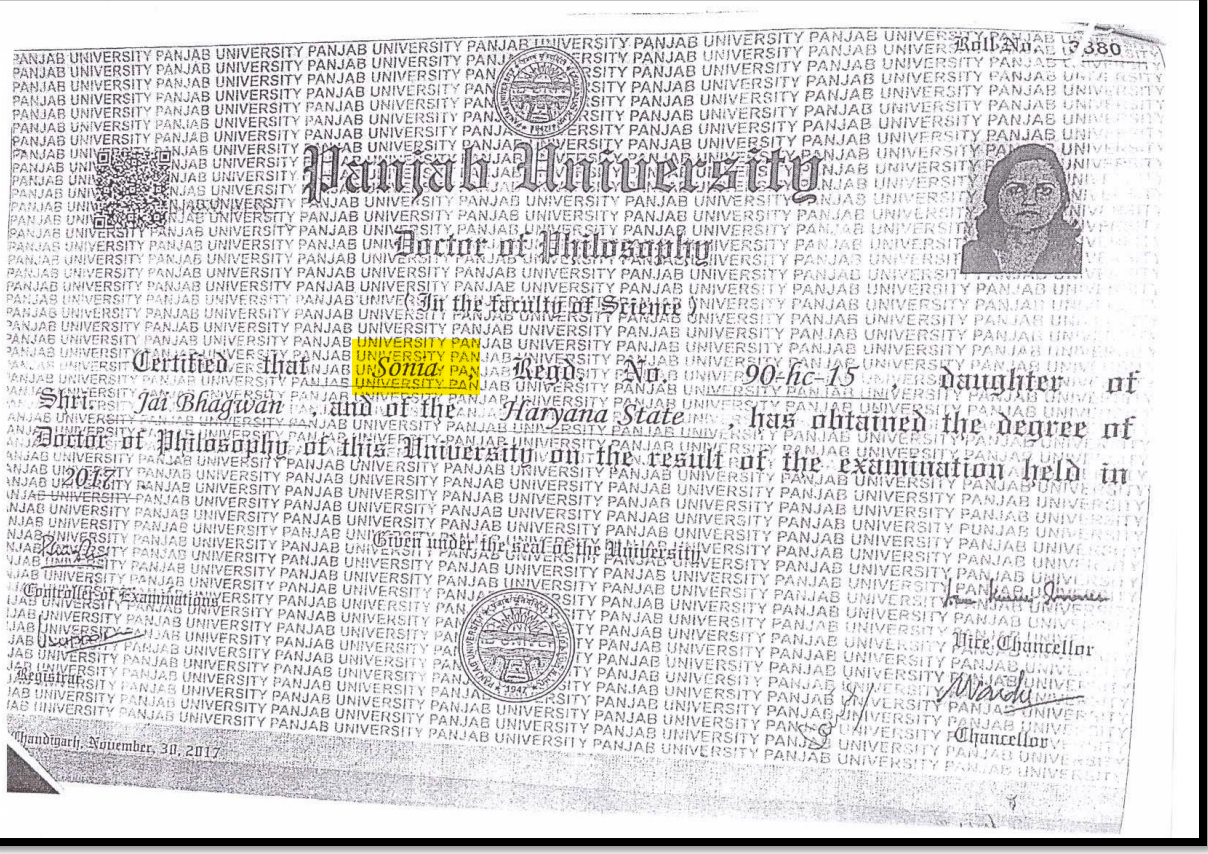 Roll No. 3380
Panjab University
Doctor of Philosophy
(In the faculty of Science)
Certified that Sonia Regd. No. 90-hc-15, daughter of
Shri. Jai Bhagwan, and of the Haryana State, has obtained the degree of
Doctor of Philosophy of this University on the result of the examination held in
2017.
Given under the seal of the University
Controller of Examinations
Vice Chancellor
Registrar
Chancellor
1947
Chandigarh, November, 30, 2017